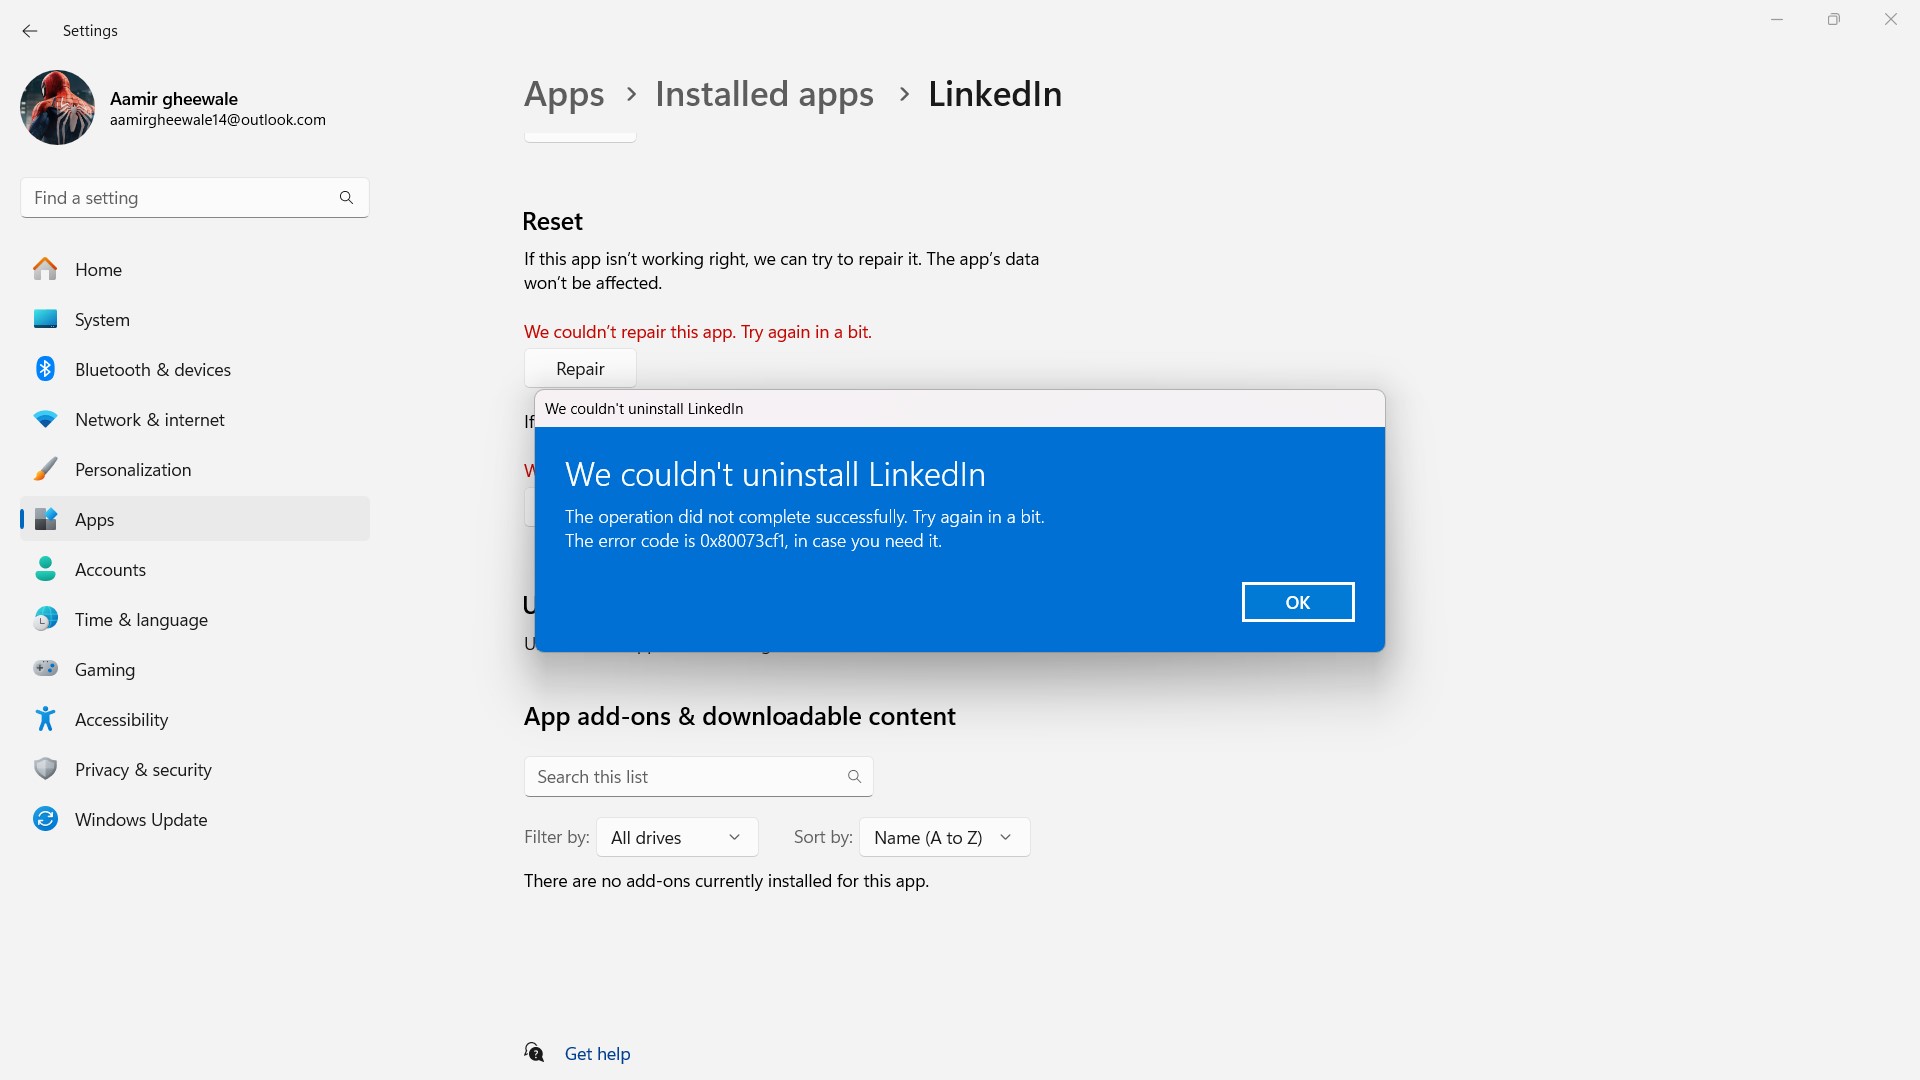 Settings
Aamir gheewale
aamirgheewale14@outlook.com
Find a setting
Home
System
Bluetooth & devices
Network & internet
Personalization
Apps
Accounts
Time & language
Gaming
Accessibility
Privacy & security
Windows Update
Apps › Installed apps › LinkedIn
Reset
If this app isn't working right, we can try to repair it. The app's data
won't be affected.
We couldn't repair this app. Try again in a bit.
Repair
If
We couldn't uninstall LinkedIn
We couldn't uninstall LinkedIn
The operation did not complete successfully. Try again in a bit.
The error code is 0x80073cf1, in case you need it.
OK
App add-ons & downloadable content
Search this list
Filter by: All drives Sort by: Name (A to Z)
There are no add-ons currently installed for this app.
Get help